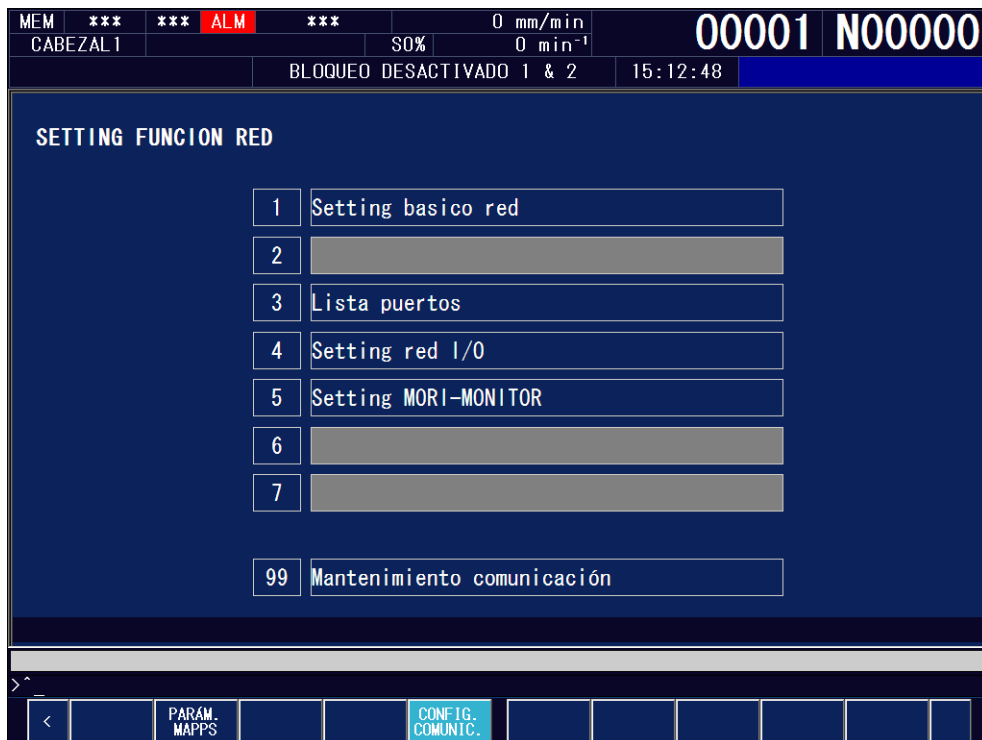 MEM *** *** ALM *** 0 mm/min 00001 N00000
CABEZAL1 S0% 0 min⁻¹
BLOQUEO DESACTIVADO 1 & 2 15:12:48
SETTING FUNCION RED
1 Setting basico red
2
3 Lista puertos
4 Setting red I/O
5 Setting MORI-MONITOR
6
7
99 Mantenimiento comunicación
>^_
< PARÁM. MAPPS CONFIG. COMUNIC.